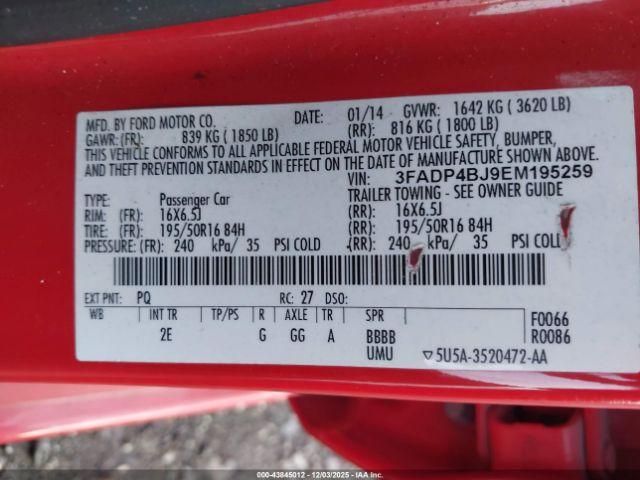 MFD. BY FORD MOTOR CO. DATE: 01/14 GVWR: 1642 KG ( 3620 LB)
GAWR: (FR): 839 KG ( 1850 LB) (RR): 816 KG ( 1800 LB)
THIS VEHICLE CONFORMS TO ALL APPLICABLE FEDERAL MOTOR VEHICLE SAFETY, BUMPER,
AND THEFT PREVENTION STANDARDS IN EFFECT ON THE DATE OF MANUFACTURE SHOWN ABOVE.
VIN: 3FADP4BJ9EM195259
TYPE: Passenger Car TRAILER TOWING - SEE OWNER GUIDE
RIM: (FR): 16X6.5J (RR): 16X6.5J
TIRE: (FR): 195/50R16 84H (RR): 195/50R16 84H
PRESSURE: (FR): 240 kPa/ 35 PSI COLD (RR): 240 kPa/ 35 PSI COLD
EXT PNT: PQ RC: 27 DSO:
WB INT TR TP/PS R AXLE TR SPR F0066
2E G GG A BBBB R0086
UMU ▽5U5A-3520472-AA
000-43845012 12/03/2025 IAAI.CA